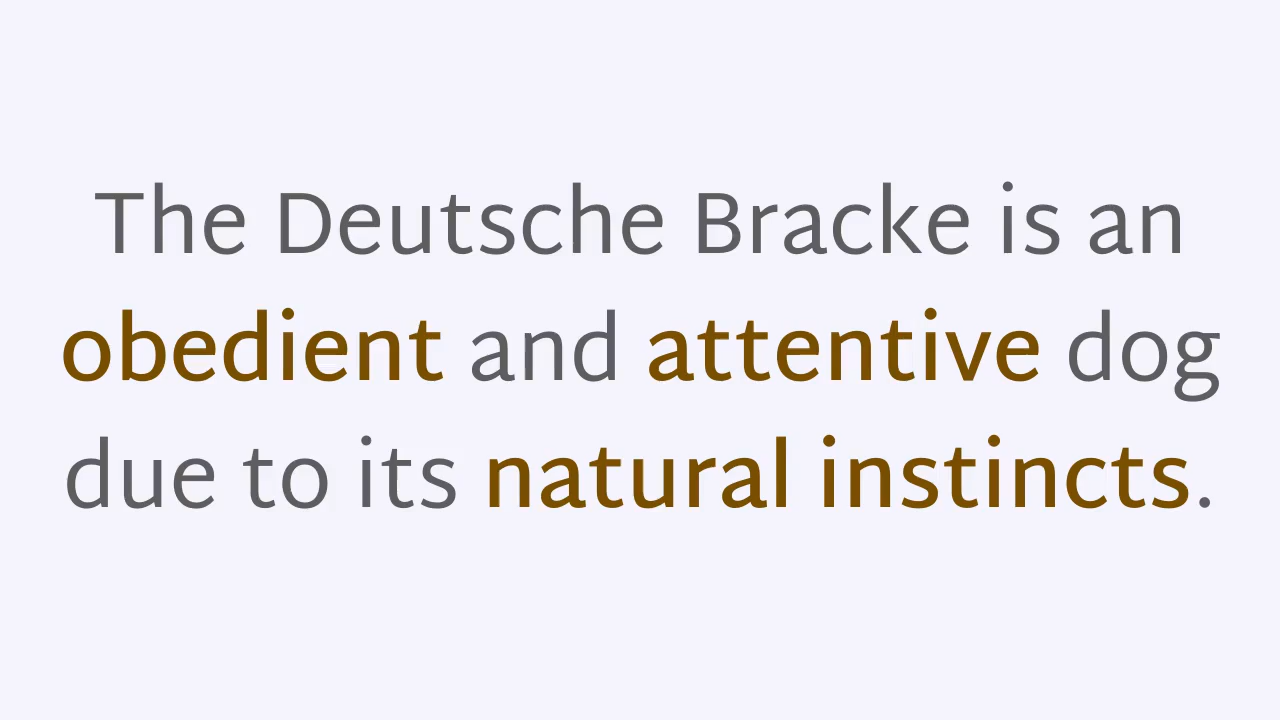 The Deutsche Bracke is an
obedient and attentive dog
due to its natural instincts.